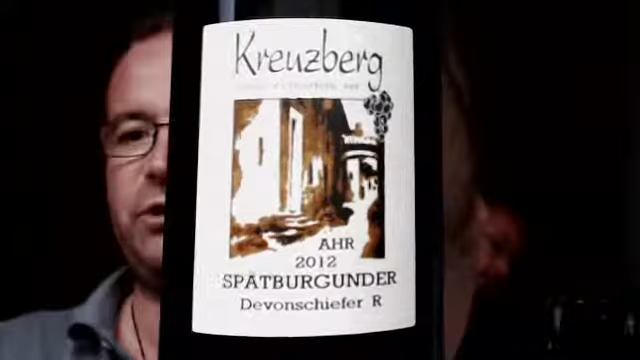 Kreuzberg
AHR
2012
SPÄTBURGUNDER
Devonschiefer R